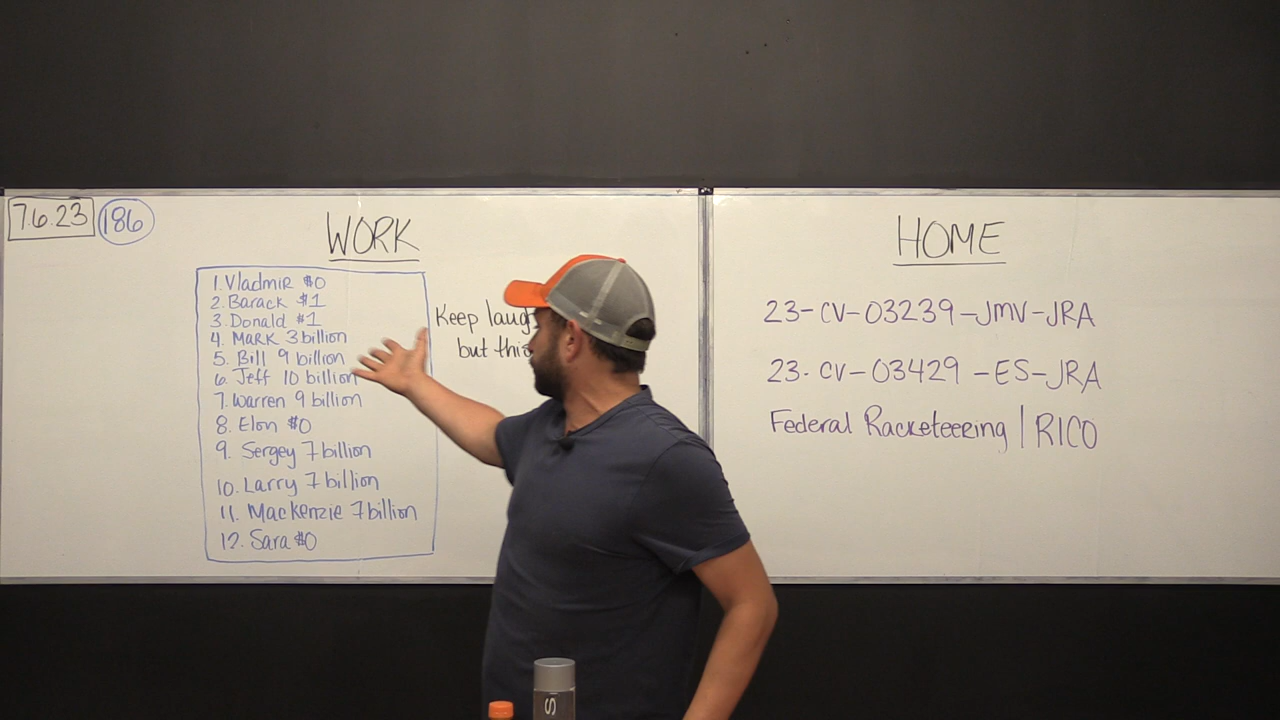 7.6.23 186
WORK
1. Vladmir $0
2. Barack $1
3. Donald $1
4. Mark 3 billion
5. Bill 9 billion
6. Jeff 10 billion
7. Warren 9 billion
8. Elon $0
9. Sergey 7 billion
10. Larry 7 billion
11. Mackenzie 7 billion
12. Sara $0
Keep laug
but this
HOME
23-CV-03239-JMV-JRA
23-CV-03429-ES-JRA
Federal Racketeering | RICO
S